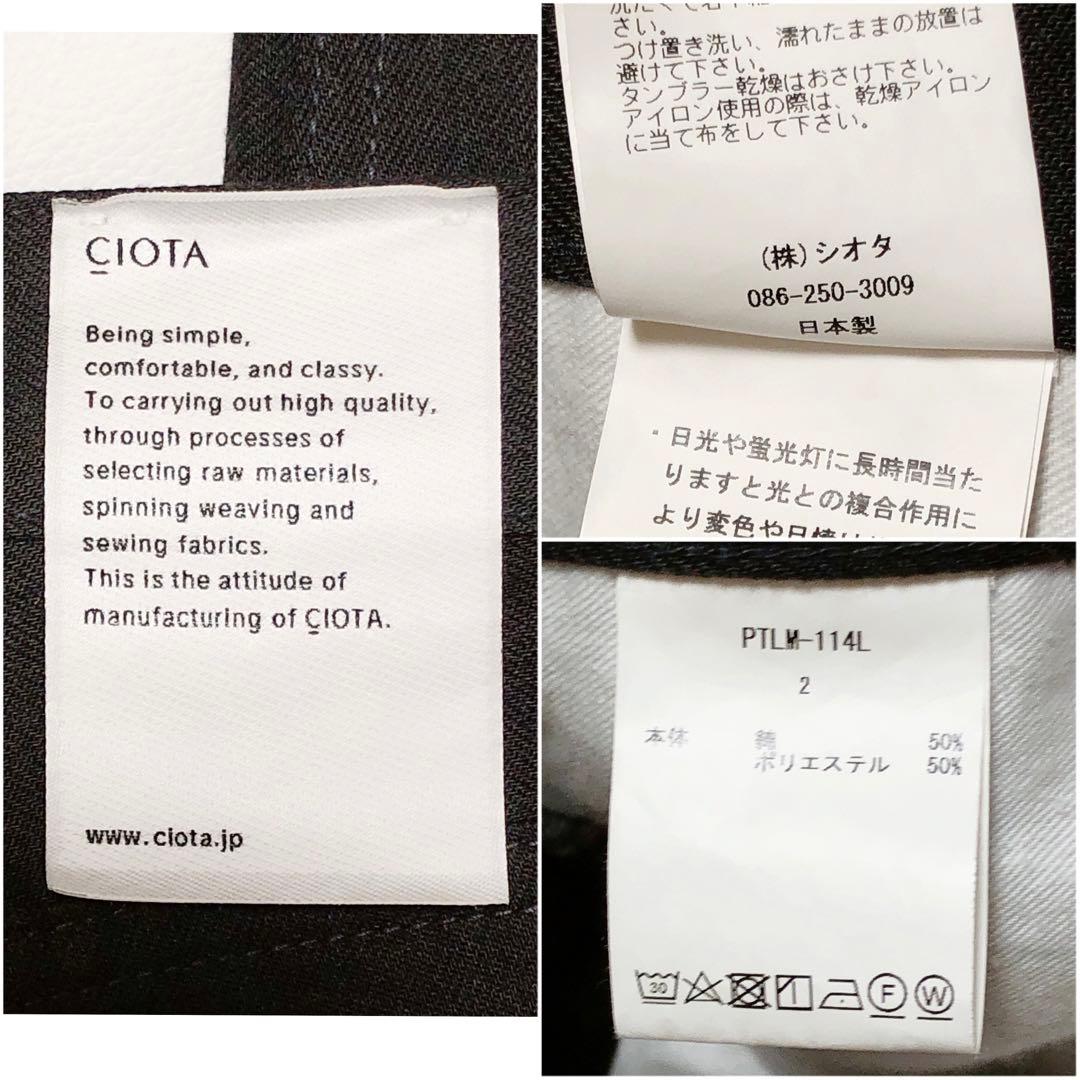 CIOTA
Being simple,
comfortable, and classy.
To carrying out high quality,
through processes of
selecting raw materials,
spinning weaving and
sewing fabrics.
This is the attitude of
manufacturing of CIOTA.
www.ciota.jp
さい。
つけ置き洗い、濡れたままの放置は
避けて下さい。
タンブラー乾燥はおさけ下さい。
アイロン使用の際は、乾燥アイロン
に当て布をして下さい。
(株)シオタ
086-250-3009
日本製
・日光や蛍光灯に長時間当た
りますと光との複合作用に
より変色や日焼け
PTLM-114L
2
本体 綿 50%
ポリエステル 50%
30 F W